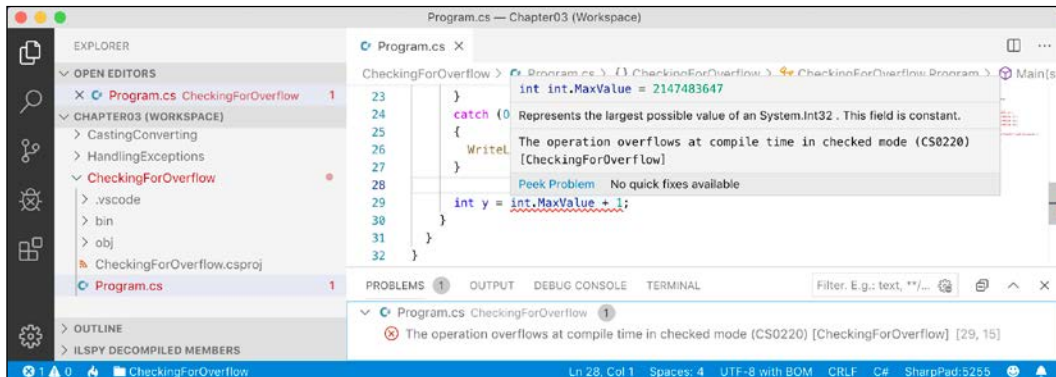 Program.cs — Chapter03 (Workspace)
EXPLORER
OPEN EDITORS
Program.cs CheckingForOverflow 1
CHAPTER03 (WORKSPACE)
CastingConverting
HandlingExceptions
CheckingForOverflow
.vscode
bin
obj
CheckingForOverflow.csproj
Program.cs 1
OUTLINE
ILSPY DECOMPILED MEMBERS
Program.cs
CheckingForOverflow > Program.cs > {} CheckingForOverflow > CheckingForOverflow.Program > Main(s
int int.MaxValue = 2147483647
Represents the largest possible value of an System.Int32 . This field is constant.
The operation overflows at compile time in checked mode (CS0220)
[CheckingForOverflow]
Peek Problem No quick fixes available
23 }
24 catch (O
25 {
26 WriteL
27 }
28
29 int y = int.MaxValue + 1;
30 }
31 }
32 }
PROBLEMS 1 OUTPUT DEBUG CONSOLE TERMINAL Filter. E.g.: text, **/...
Program.cs CheckingForOverflow 1
The operation overflows at compile time in checked mode (CS0220) [CheckingForOverflow] [29, 15]
1 0 CheckingForOverflow Ln 28, Col 1 Spaces: 4 UTF-8 with BOM CRLF C# SharpPad:5255